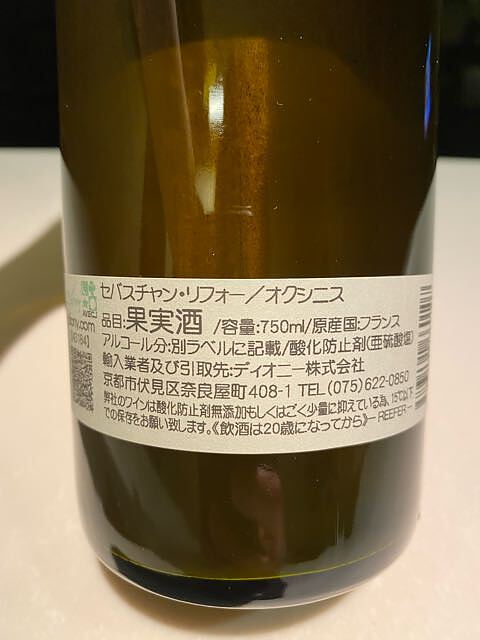 セバスチャン・リフォー／オクシニス
品目:果実酒 /容量:750ml/原産国:フランス
アルコール分:別ラベルに記載/酸化防止剤(亜硫酸塩)
輸入業者及び引取先:ディオニー株式会社
京都市伏見区奈良屋町408-1 TEL(075)622-0850
弊社のワインは酸化防止剤無添加もしくはごく少量に抑えている為、15℃以下
での保存をお願い致します。《飲酒は20歳になってから》－REEFER－